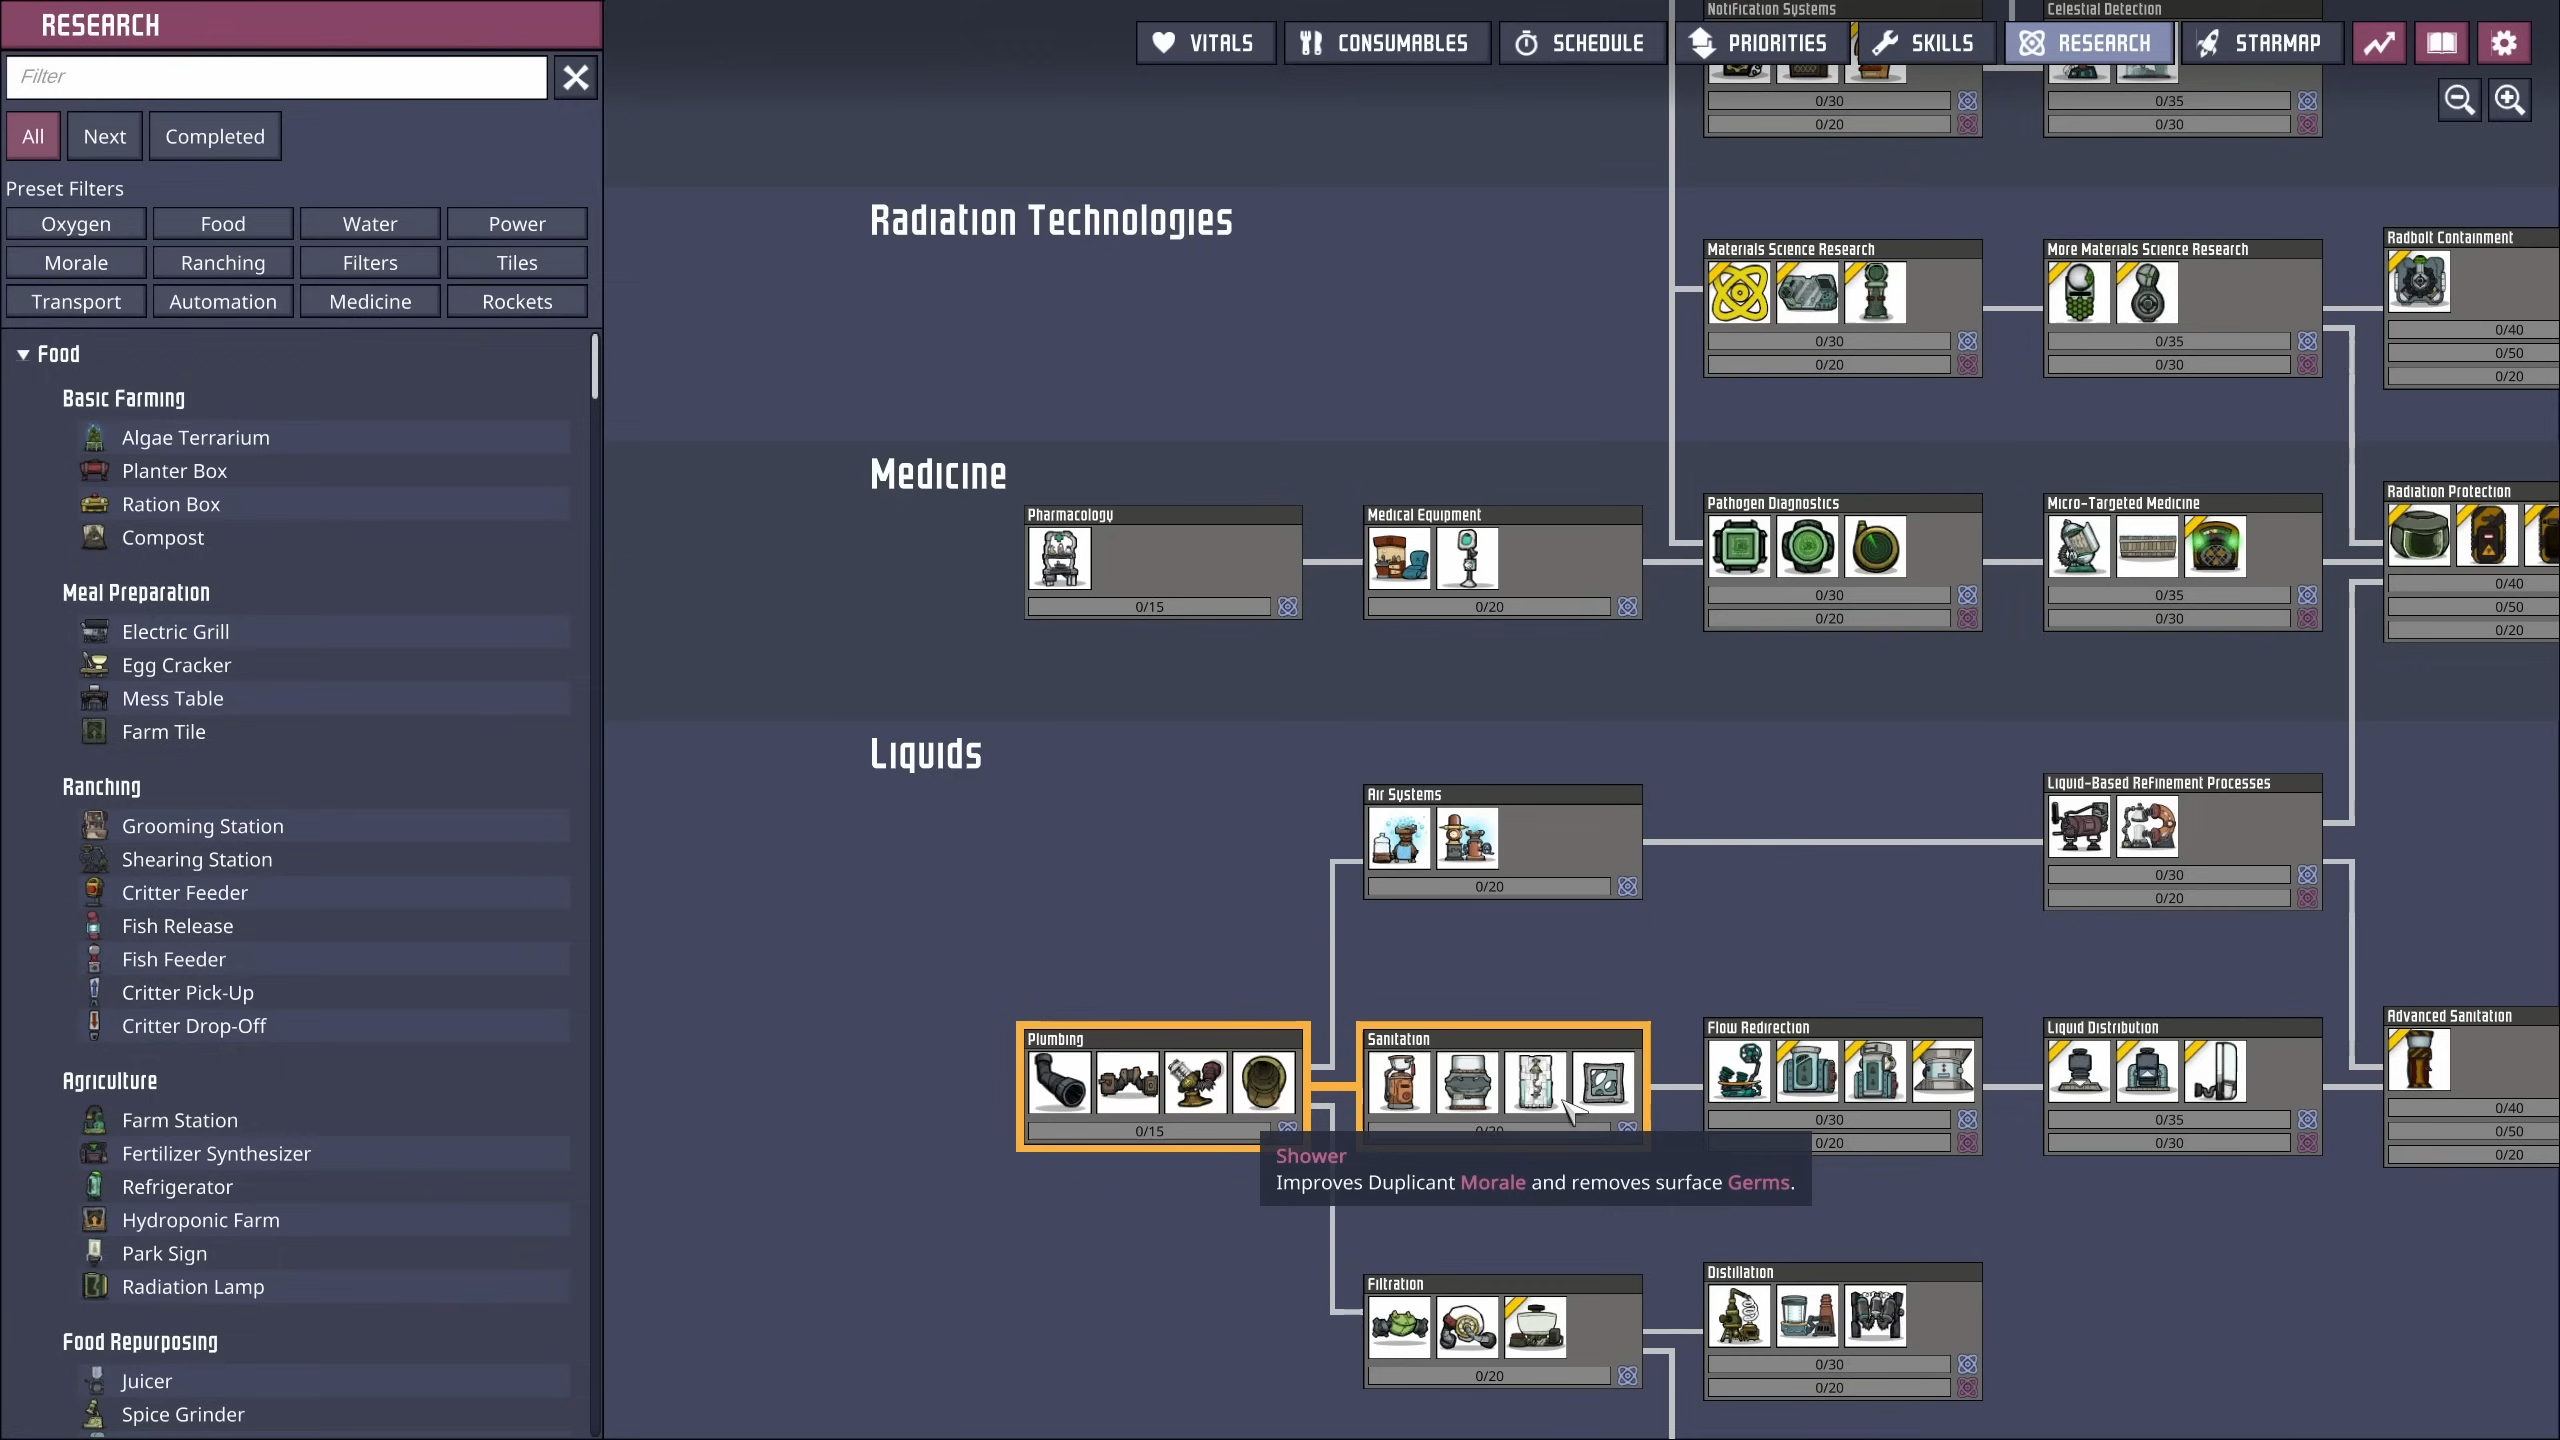 RESEARCH
Filter
All
Next
Completed
Preset Filters
Oxygen
Food
Water
Power
Morale
Ranching
Filters
Tiles
Transport
Automation
Medicine
Rockets
Food
Basic Farming
Algae Terrarium
Planter Box
Ration Box
Compost
Meal Preparation
Electric Grill
Egg Cracker
Mess Table
Farm Tile
Ranching
Grooming Station
Shearing Station
Critter Feeder
Fish Release
Fish Feeder
Critter Pick-Up
Critter Drop-Off
Agriculture
Farm Station
Fertilizer Synthesizer
Refrigerator
Hydroponic Farm
Park Sign
Radiation Lamp
Food Repurposing
Juicer
Spice Grinder
VITALS
CONSUMABLES
SCHEDULE
PRIORITIES
SKILLS
RESEARCH
STARMAP
Notification Systems
0/30
0/20
Celestial Detection
0/35
0/30
Radiation Technologies
Materials Science Research
0/30
0/20
More Materials Science Research
0/35
0/30
Radbolt Containment
0/40
0/50
0/20
Medicine
Pharmacology
0/15
Medical Equipment
0/20
Pathogen Diagnostics
0/30
0/20
Micro-Targeted Medicine
0/35
0/30
Radiation Protection
0/40
0/50
0/20
Liquids
Air Systems
0/20
Liquid-Based Refinement Processes
0/30
0/20
Plumbing
0/15
Sanitation
0/20
Flow Redirection
0/30
0/20
Liquid Distribution
0/35
0/30
Advanced Sanitation
0/40
0/50
0/20
Shower
Improves Duplicant Morale and removes surface Germs.
Filtration
0/20
Distillation
0/30
0/20